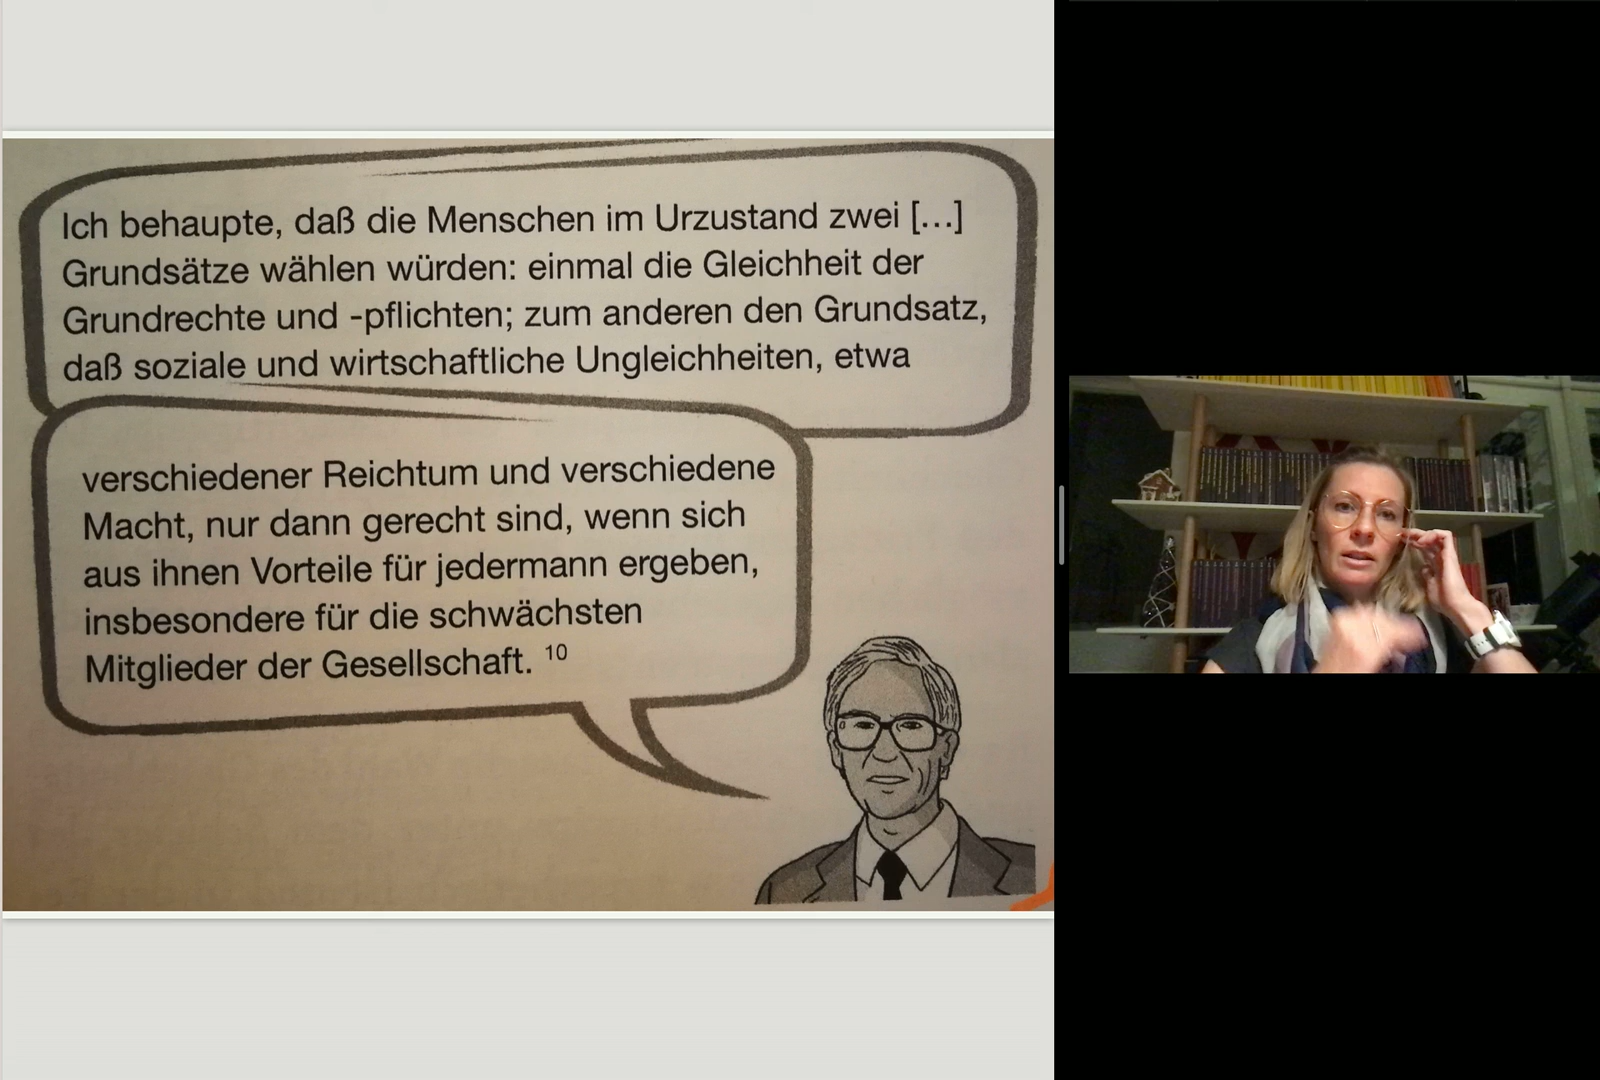 Ich behaupte, daß die Menschen im Urzustand zwei [...]
Grundsätze wählen würden: einmal die Gleichheit der
Grundrechte und -pflichten; zum anderen den Grundsatz,
daß soziale und wirtschaftliche Ungleichheiten, etwa
verschiedener Reichtum und verschiedene
Macht, nur dann gerecht sind, wenn sich
aus ihnen Vorteile für jedermann ergeben,
insbesondere für die schwächsten
Mitglieder der Gesellschaft. 10